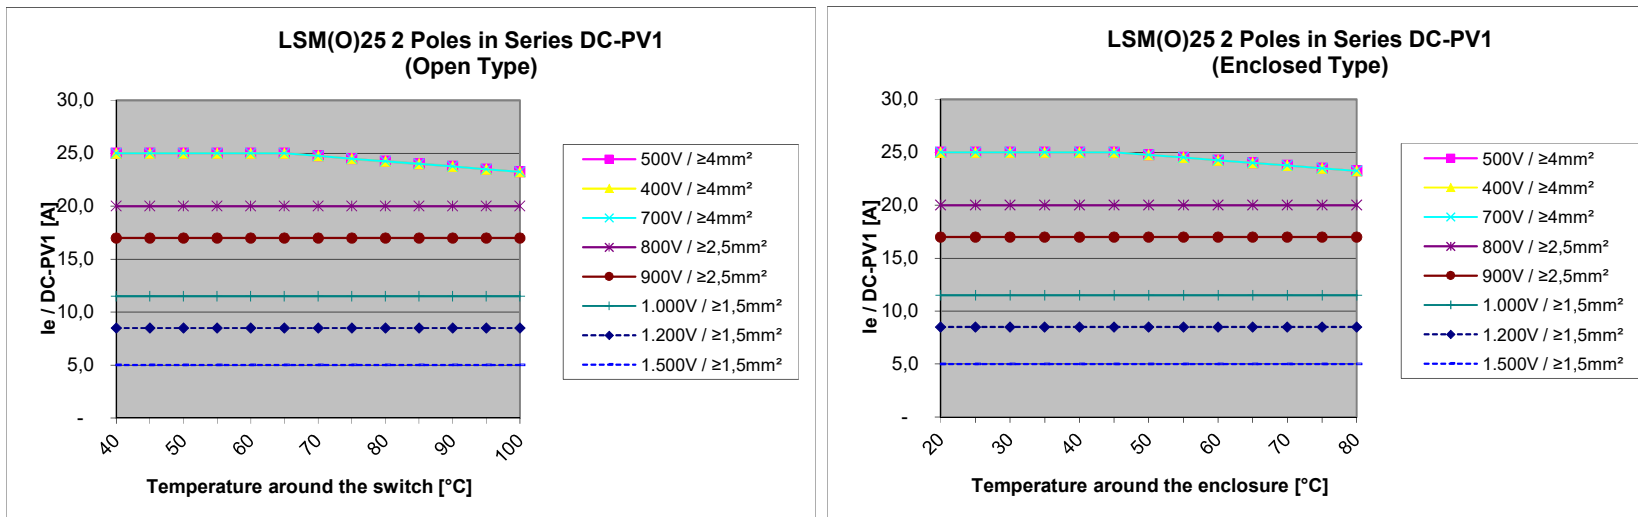 LSM(O)25 2 Poles in Series DC-PV1
(Open Type)
Ie / DC-PV1 [A]
30,0
25,0
20,0
15,0
10,0
5,0
-
40
50
60
70
80
90
100
Temperature around the switch [°C]
500V / ≥4mm²
400V / ≥4mm²
700V / ≥4mm²
800V / ≥2,5mm²
900V / ≥2,5mm²
1.000V / ≥1,5mm²
1.200V / ≥1,5mm²
1.500V / ≥1,5mm²
LSM(O)25 2 Poles in Series DC-PV1
(Enclosed Type)
Ie / DC-PV1 [A]
30,0
25,0
20,0
15,0
10,0
5,0
-
20
30
40
50
60
70
80
Temperature around the enclosure [°C]
500V / ≥4mm²
400V / ≥4mm²
700V / ≥4mm²
800V / ≥2,5mm²
900V / ≥2,5mm²
1.000V / ≥1,5mm²
1.200V / ≥1,5mm²
1.500V / ≥1,5mm²